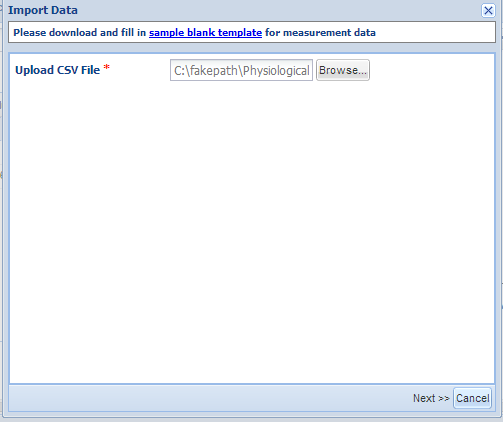 Import Data
Please download and fill in sample blank template for measurement data
Upload CSV File * C:\fakepath\Physiological Browse...
Next >> Cancel